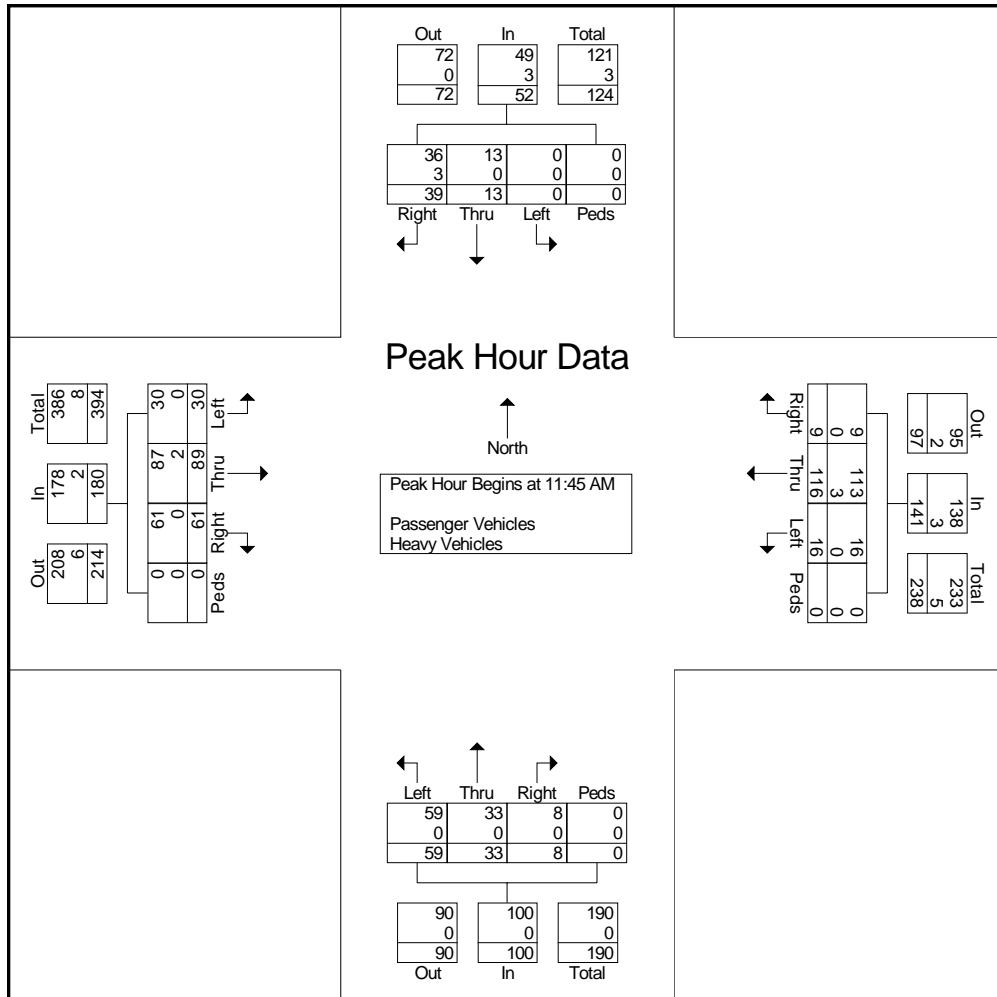 Out In Total
72 49 121
0 3 3
72 52 124
36 13 0 0
3 0 0 0
39 13 0 0
Right Thru Left Peds
Peak Hour Data
North
Peak Hour Begins at 11:45 AM
Passenger Vehicles
Heavy Vehicles
Total In Out
386 178 208
8 2 6
394 180 214
30 87 61 0
0 2 0 0
30 89 61 0
Left Thru Right Peds
Right Thru Left Peds
9 116 16 0
0 3 0 0
9 113 16 0
97 141 238
2 3 5
95 138 233
Out In Total
Left Thru Right Peds
59 33 8 0
0 0 0 0
59 33 8 0
90 100 190
0 0 0
90 100 190
Out In Total